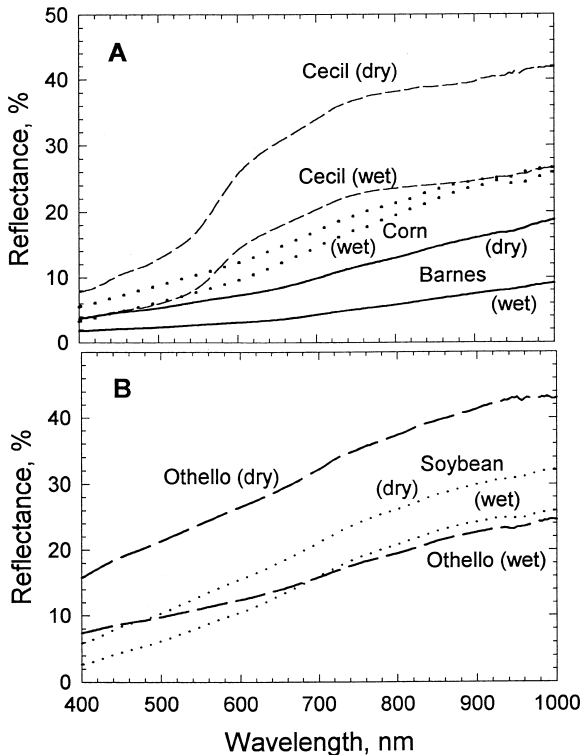 50
A
Cecil (dry)
40
30
Cecil (wet)
20
Corn
(wet)
(dry)
10
Barnes
(wet)
0
Reflectance, %
B
40
Othello (dry)
Soybean
30
(dry)
(wet)
20
Othello (wet)
10
0
Reflectance, %
400 500 600 700 800 900 1000
Wavelength, nm